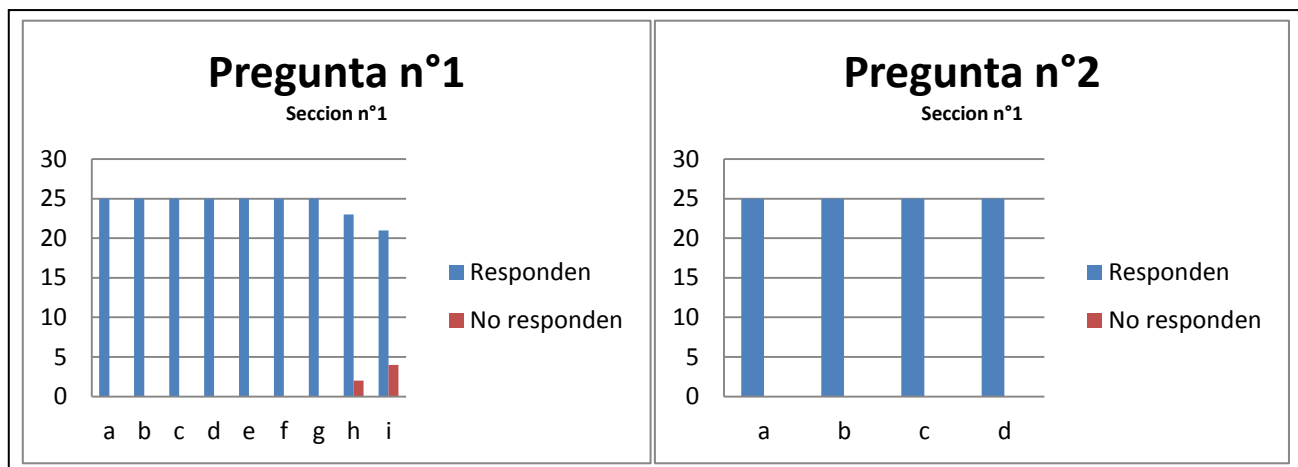 Pregunta n°1
Seccion n°1
30
25
20
15
10
5
0
a b c d e f g h i
Responden
No responden
Pregunta n°2
Seccion n°1
30
25
20
15
10
5
0
a b c d
Responden
No responden